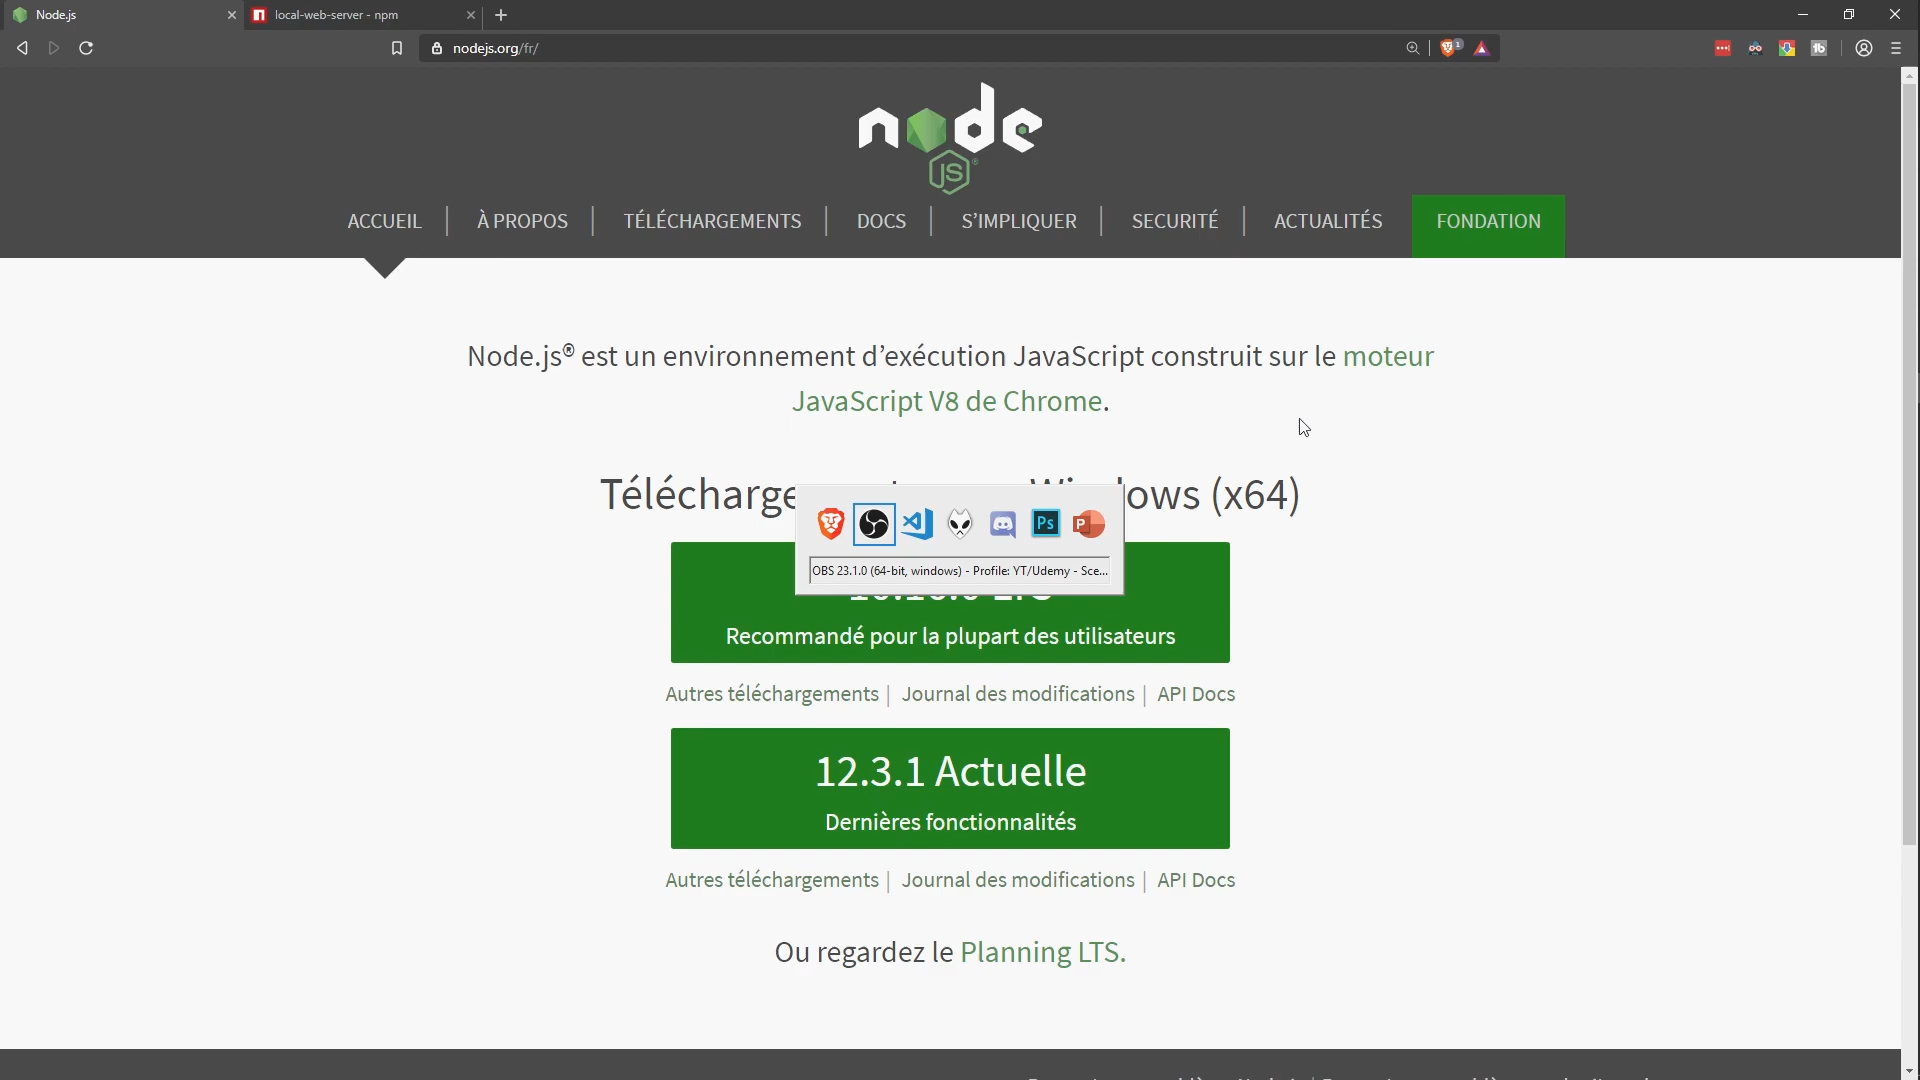 Node.js
local-web-server - npm
nodejs.org/fr/
node
JS
ACCUEIL
À PROPOS
TÉLÉCHARGEMENTS
DOCS
S'IMPLIQUER
SECURITÉ
ACTUALITÉS
FONDATION
Node.js® est un environnement d'exécution JavaScript construit sur le moteur
JavaScript V8 de Chrome.
(x64)
OBS 23.1.0 (64-bit, windows) - Profile: YT/Udemy - Sce...
Recommandé pour la plupart des utilisateurs
Autres téléchargements | Journal des modifications | API Docs
12.3.1 Actuelle
Dernières fonctionnalités
Autres téléchargements | Journal des modifications | API Docs
Ou regardez le Planning LTS.